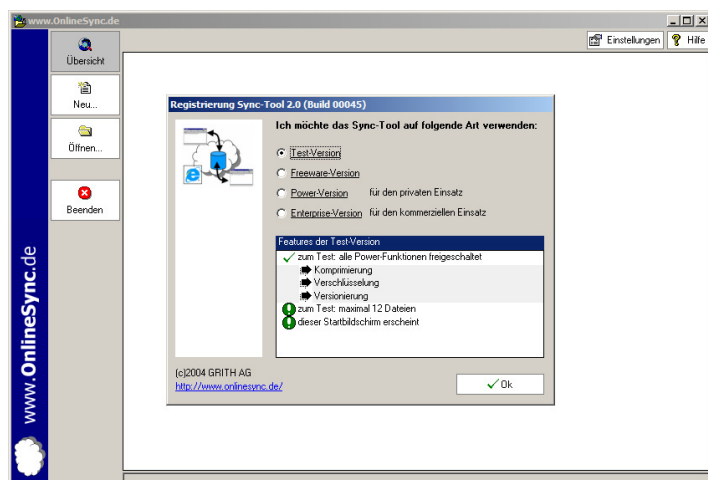 www.OnlineSync.de
Einstellungen
Hilfe
Übersicht
Neu...
Öffnen...
Beenden
www.OnlineSync.de
Registrierung Sync-Tool 2.0 (Build 00045)
Ich möchte das Sync-Tool auf folgende Art verwenden:
Test-Version
Freeware-Version
Power-Version für den privaten Einsatz
Enterprise-Version für den kommerziellen Einsatz
Features der Test-Version
zum Test: alle Power-Funktionen freigeschaltet
Komprimierung
Verschlüsselung
Versionierung
zum Test: maximal 12 Dateien
dieser Startbildschirm erscheint
(c)2004 GRITH AG
http://www.onlinesync.de/
Ok